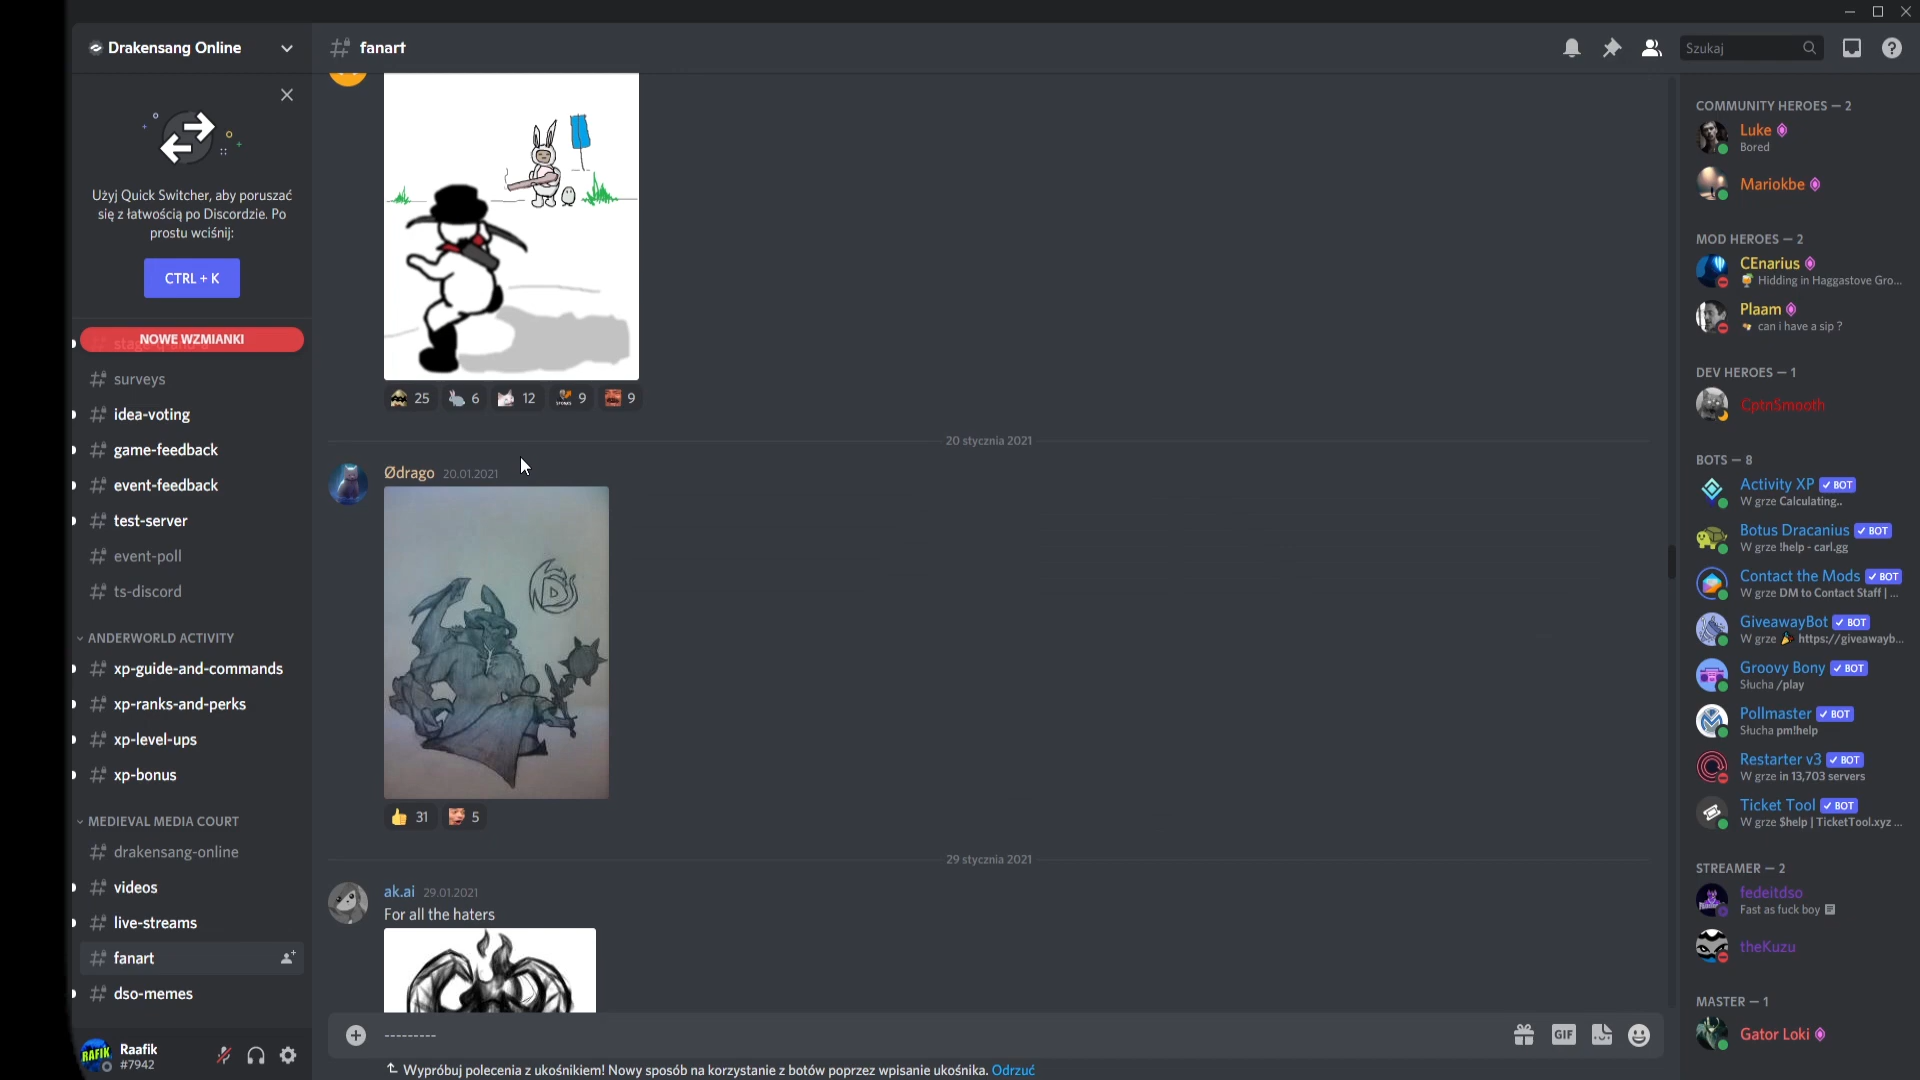 Drakensang Online
Użyj Quick Switcher, aby poruszać
się z łatwością po Discordzie. Po
prostu wciśnij:
CTRL + K
NOWE WZMIANKI
surveys
idea-voting
game-feedback
event-feedback
test-server
event-poll
ts-discord
ANDERWORLD ACTIVITY
xp-guide-and-commands
xp-ranks-and-perks
xp-level-ups
xp-bonus
MEDIEVAL MEDIA COURT
drakensang-online
videos
live-streams
fanart
dso-memes
RAFIK
Raafik
#7942
fanart
Szukaj
25 6 12 9 9
20 stycznia 2021
Ødrago 20.01.2021
31 5
29 stycznia 2021
ak.ai 29.01.2021
For all the haters
---------
GIF
Wypróbuj polecenia z ukośnikiem! Nowy sposób na korzystanie z botów poprzez wpisanie ukośnika. Odrzuć
COMMUNITY HEROES — 2
Luke
Bored
Mariokbe
MOD HEROES — 2
CEnarius
Hidding in Haggastove Gro...
Plaam
can i have a sip ?
DEV HEROES — 1
CptnSmooth
BOTS — 8
Activity XP BOT
W grze Calculating..
Botus Dracanius BOT
W grze !help - carl.gg
Contact the Mods BOT
W grze DM to Contact Staff | ...
GiveawayBot BOT
W grze 🎉 https://giveawayb...
Groovy Bony BOT
Słucha /play
Pollmaster BOT
Słucha pm!help
Restarter v3 BOT
W grze in 13,703 servers
Ticket Tool BOT
W grze $help | TicketTool.xyz ...
STREAMER — 2
fedeitdso
Fast as fuck boy
theKuzu
MASTER — 1
Gator Loki